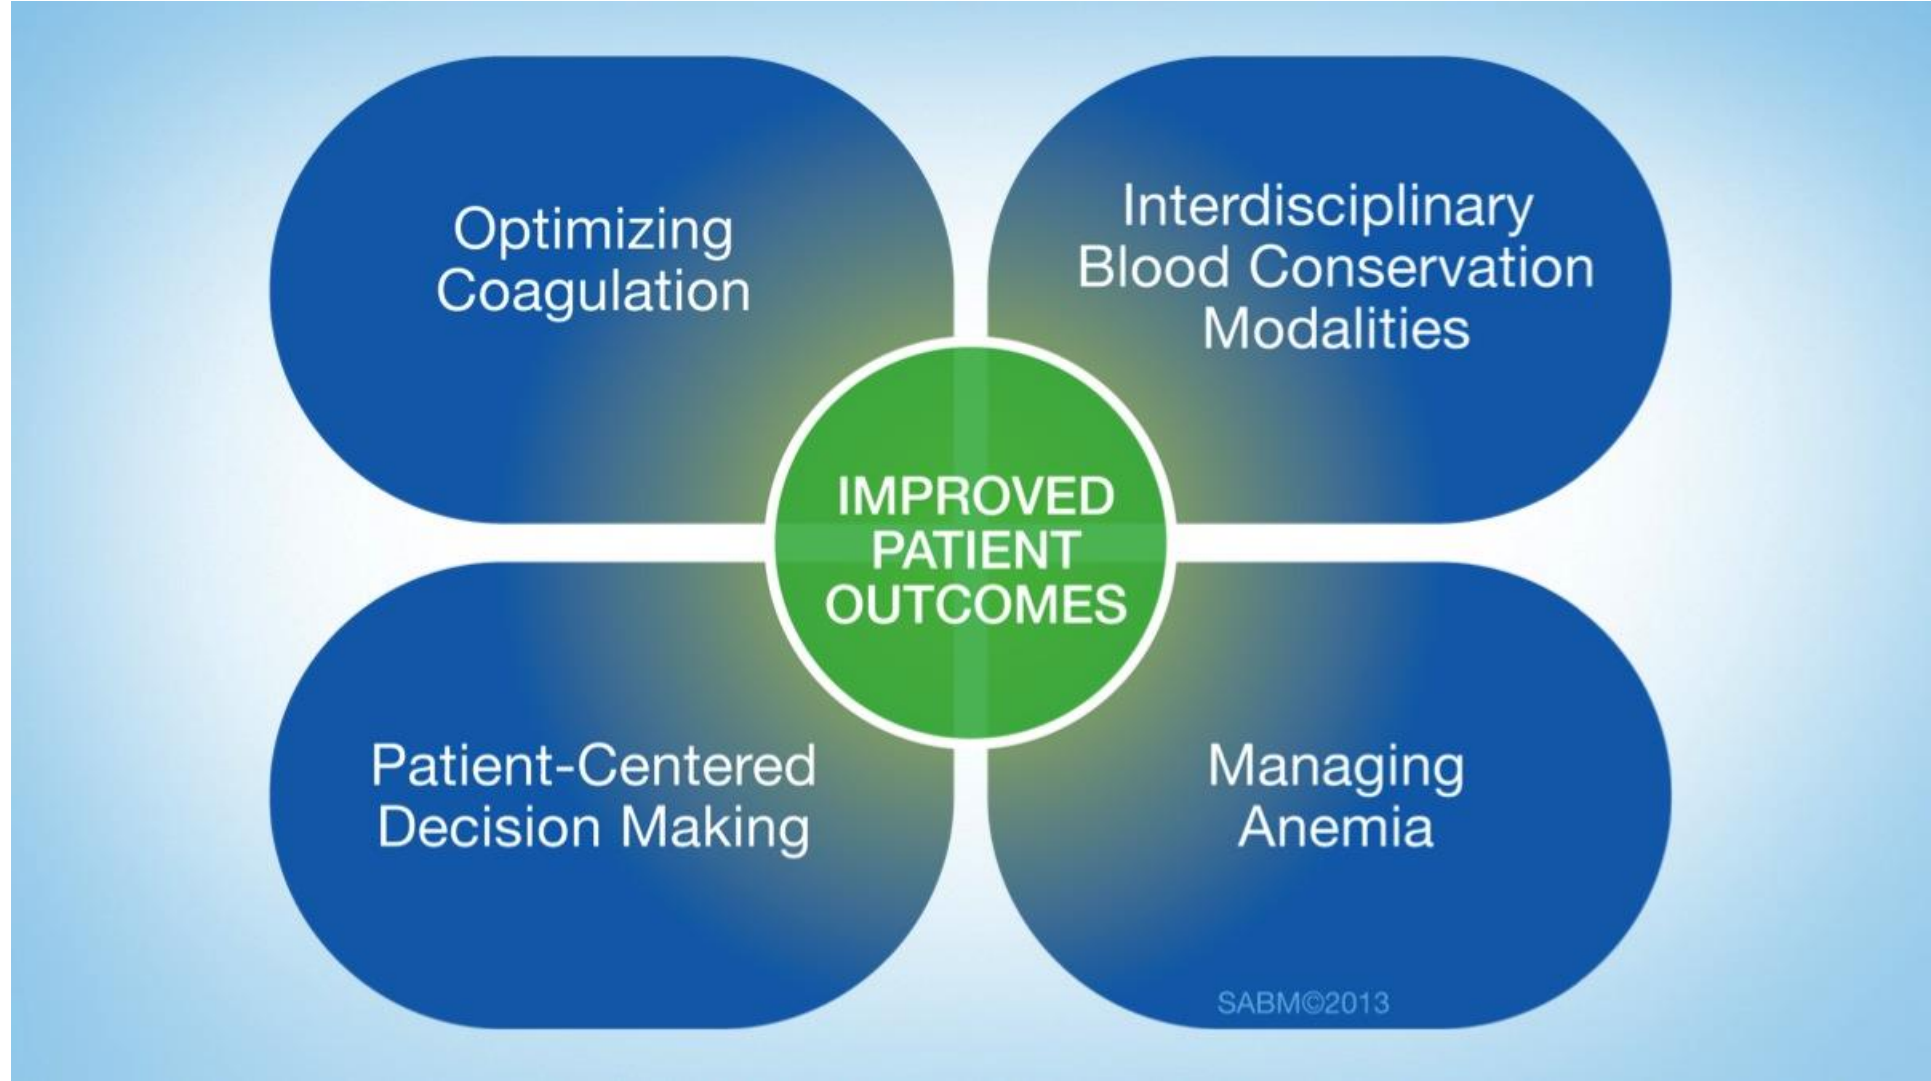 Optimizing
Coagulation
Interdisciplinary
Blood Conservation
Modalities
IMPROVED
PATIENT
OUTCOMES
Patient-Centered
Decision Making
Managing
Anemia
SABM©2013